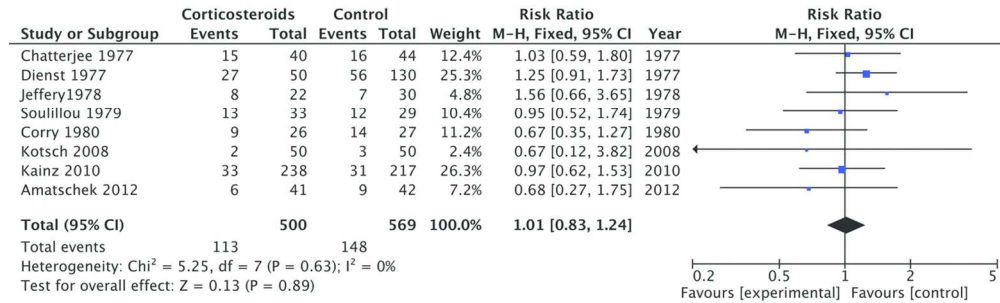 Corticosteroids Control Risk Ratio Risk Ratio
Study or Subgroup Events Total Events Total Weight M-H, Fixed, 95% CI Year M-H, Fixed, 95% CI
Chatterjee 1977 15 40 16 44 12.4% 1.03 [0.59, 1.80] 1977
Dienst 1977 27 50 56 130 25.3% 1.25 [0.91, 1.73] 1977
Jeffery1978 8 22 7 30 4.8% 1.56 [0.66, 3.65] 1978
Soulillou 1979 13 33 12 29 10.4% 0.95 [0.52, 1.74] 1979
Corry 1980 9 26 14 27 11.2% 0.67 [0.35, 1.27] 1980
Kotsch 2008 2 50 3 50 2.4% 0.67 [0.12, 3.82] 2008
Kainz 2010 33 238 31 217 26.3% 0.97 [0.62, 1.53] 2010
Amatschek 2012 6 41 9 42 7.2% 0.68 [0.27, 1.75] 2012
Total (95% CI) 500 569 100.0% 1.01 [0.83, 1.24]
Total events 113 148
Heterogeneity: Chi² = 5.25, df = 7 (P = 0.63); I² = 0%
Test for overall effect: Z = 0.13 (P = 0.89)
0.2 0.5 1 2 5
Favours [experimental] Favours [control]